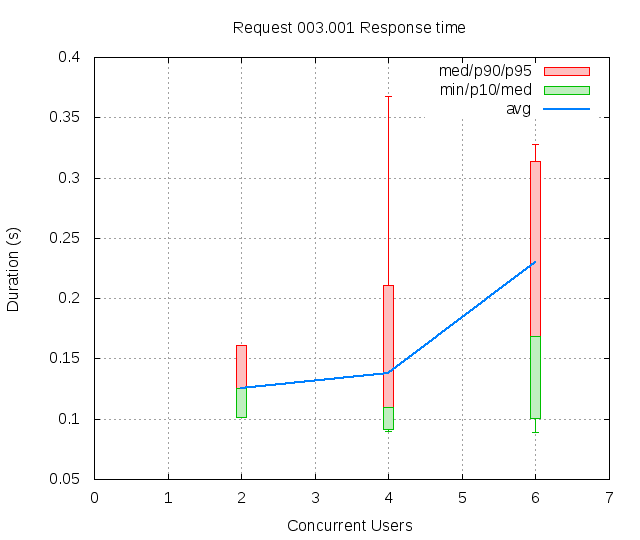 Request 003.001 Response time
0.4
0.35
0.3
0.25
0.2
0.15
0.1
0.05
Duration (s)
med/p90/p95
min/p10/med
avg
0 1 2 3 4 5 6 7
Concurrent Users